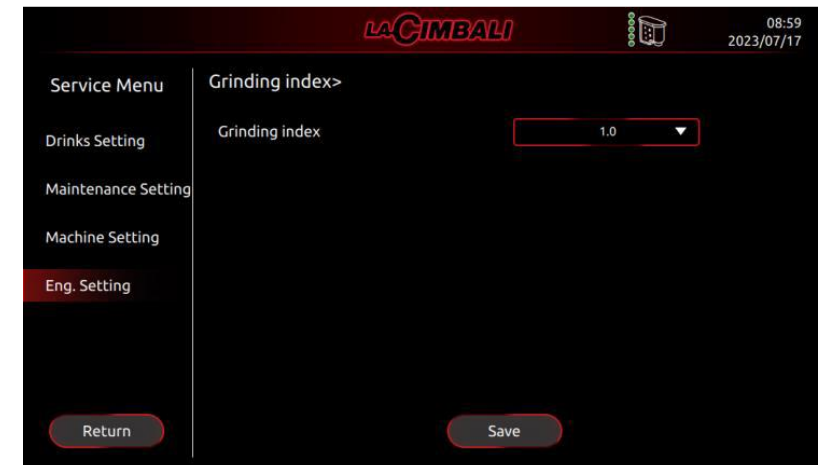 LACIMBALI
08:59
2023/07/17
Service Menu
Drinks Setting
Maintenance Setting
Machine Setting
Eng. Setting
Return
Grinding index>
Grinding index
1.0
Save